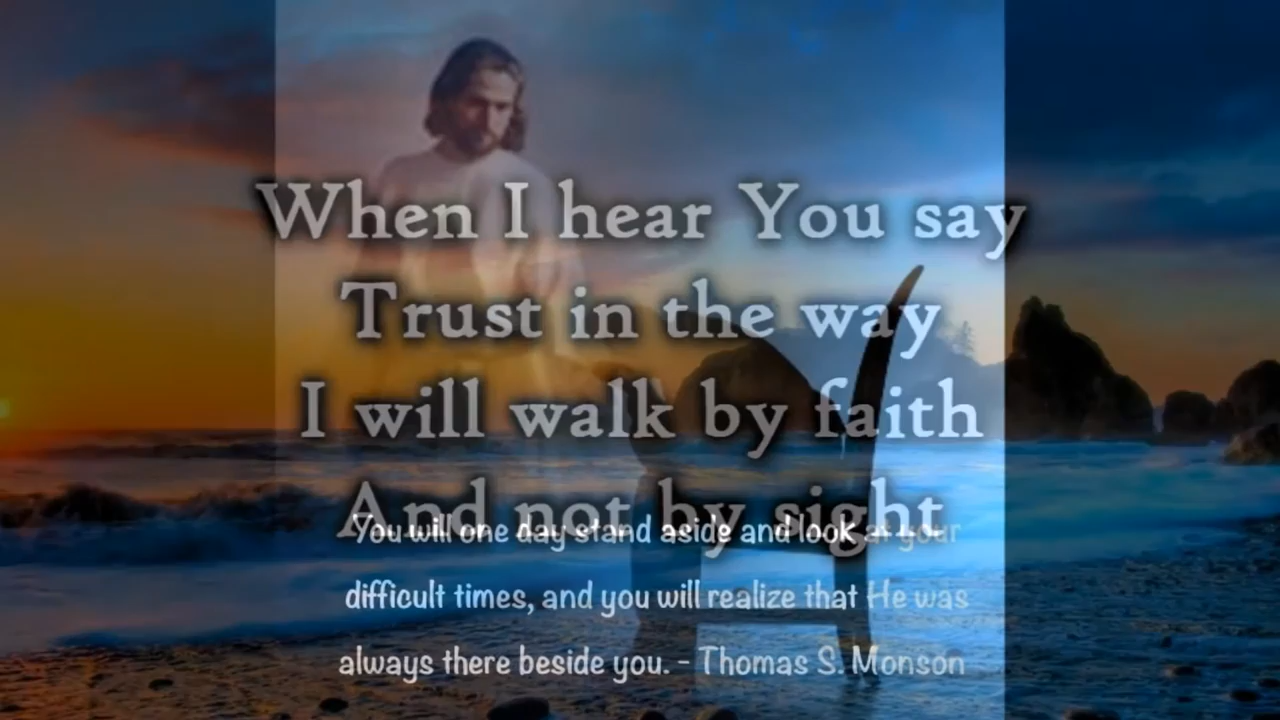 When I hear You say
Trust in the way
I will walk by faith
And not by sight
You will one day stand aside and look at your
difficult times, and you will realize that He was
always there beside you. - Thomas S. Monson